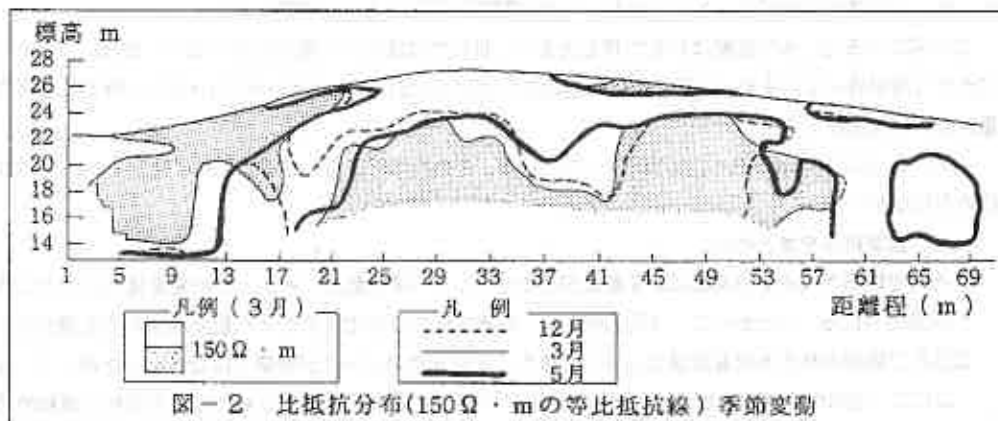 標高 m
28
26
24
22
20
18
16
14
1 5 9 13 17 21 25 29 33 37 41 45 49 53 57 61 65 69
距離程(m)
凡例(3月)
150Ω・m
凡例
12月
3月
5月
図-2 比抵抗分布(150Ω・mの等比抵抗線)季節変動